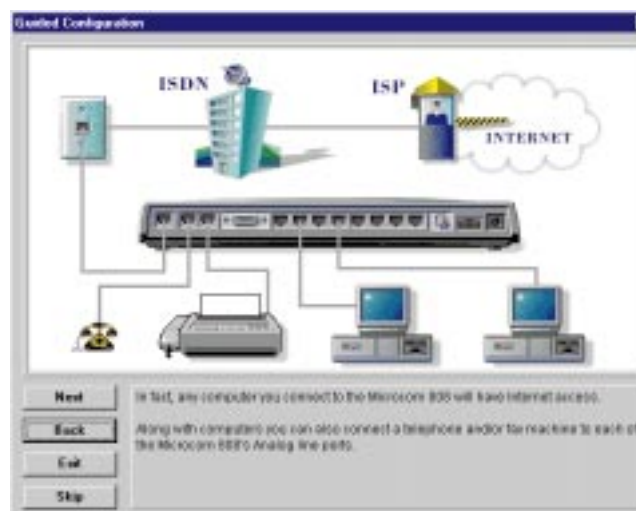 Guided Configuration
ISDN
ISP
INTERNET
Next
Back
Exit
Skip
In fact, any computer you connect to the Microcom 808 will have Internet access.
Along with computers you can also connect a telephone and/or fax machine to each of
the Microcom 808's Analog line ports.